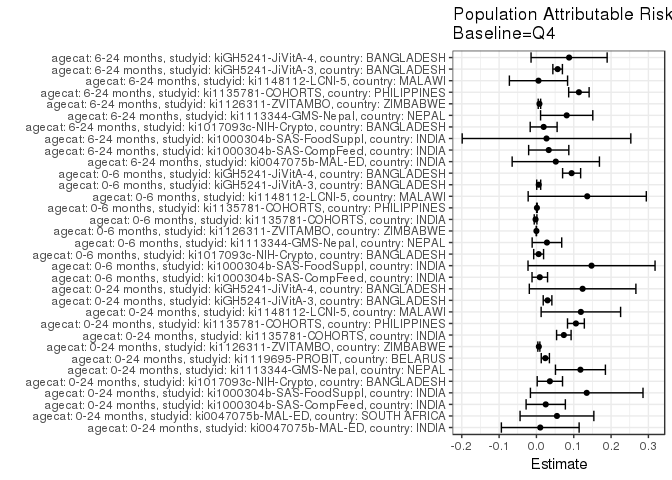 Population Attributable Risk
Baseline=Q4
agecat: 6-24 months, studyid: kiGH5241-JiVitA-4, country: BANGLADESH
agecat: 6-24 months, studyid: kiGH5241-JiVitA-3, country: BANGLADESH
agecat: 6-24 months, studyid: ki1148112-LCNI-5, country: MALAWI
agecat: 6-24 months, studyid: ki1135781-COHORTS, country: PHILIPPINES
agecat: 6-24 months, studyid: ki1126311-ZVITAMBO, country: ZIMBABWE
agecat: 6-24 months, studyid: ki1113344-GMS-Nepal, country: NEPAL
agecat: 6-24 months, studyid: ki1017093c-NIH-Crypto, country: BANGLADESH
agecat: 6-24 months, studyid: ki1000304b-SAS-FoodSuppl, country: INDIA
agecat: 6-24 months, studyid: ki1000304b-SAS-CompFeed, country: INDIA
agecat: 6-24 months, studyid: ki0047075b-MAL-ED, country: INDIA
agecat: 0-6 months, studyid: kiGH5241-JiVitA-4, country: BANGLADESH
agecat: 0-6 months, studyid: kiGH5241-JiVitA-3, country: BANGLADESH
agecat: 0-6 months, studyid: ki1148112-LCNI-5, country: MALAWI
agecat: 0-6 months, studyid: ki1135781-COHORTS, country: PHILIPPINES
agecat: 0-6 months, studyid: ki1135781-COHORTS, country: INDIA
agecat: 0-6 months, studyid: ki1126311-ZVITAMBO, country: ZIMBABWE
agecat: 0-6 months, studyid: ki1113344-GMS-Nepal, country: NEPAL
agecat: 0-6 months, studyid: ki1017093c-NIH-Crypto, country: BANGLADESH
agecat: 0-6 months, studyid: ki1000304b-SAS-FoodSuppl, country: INDIA
agecat: 0-6 months, studyid: ki1000304b-SAS-CompFeed, country: INDIA
agecat: 0-24 months, studyid: kiGH5241-JiVitA-4, country: BANGLADESH
agecat: 0-24 months, studyid: kiGH5241-JiVitA-3, country: BANGLADESH
agecat: 0-24 months, studyid: ki1148112-LCNI-5, country: MALAWI
agecat: 0-24 months, studyid: ki1135781-COHORTS, country: PHILIPPINES
agecat: 0-24 months, studyid: ki1135781-COHORTS, country: INDIA
agecat: 0-24 months, studyid: ki1126311-ZVITAMBO, country: ZIMBABWE
agecat: 0-24 months, studyid: ki1119695-PROBIT, country: BELARUS
agecat: 0-24 months, studyid: ki1113344-GMS-Nepal, country: NEPAL
agecat: 0-24 months, studyid: ki1017093c-NIH-Crypto, country: BANGLADESH
agecat: 0-24 months, studyid: ki1000304b-SAS-FoodSuppl, country: INDIA
agecat: 0-24 months, studyid: ki1000304b-SAS-CompFeed, country: INDIA
agecat: 0-24 months, studyid: ki0047075b-MAL-ED, country: SOUTH AFRICA
agecat: 0-24 months, studyid: ki0047075b-MAL-ED, country: INDIA
-0.2 -0.1 0.0 0.1 0.2 0.3
Estimate